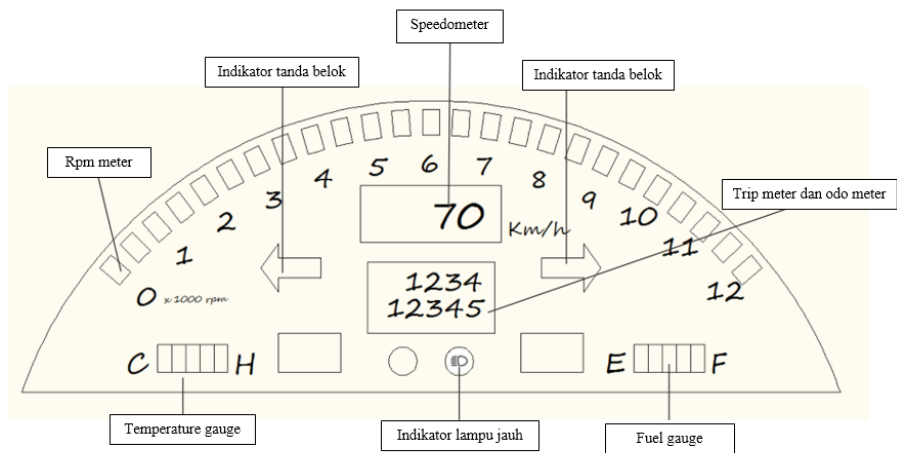 Speedometer
Indikator tanda belok
Indikator tanda belok
Rpm meter
Trip meter dan odo meter
0
x 1000 rpm
1
2
3
4
5
6
7
8
9
10
11
12
70
Km/h
1234
12345
C
H
E
F
Temperature gauge
Indikator lampu jauh
Fuel gauge